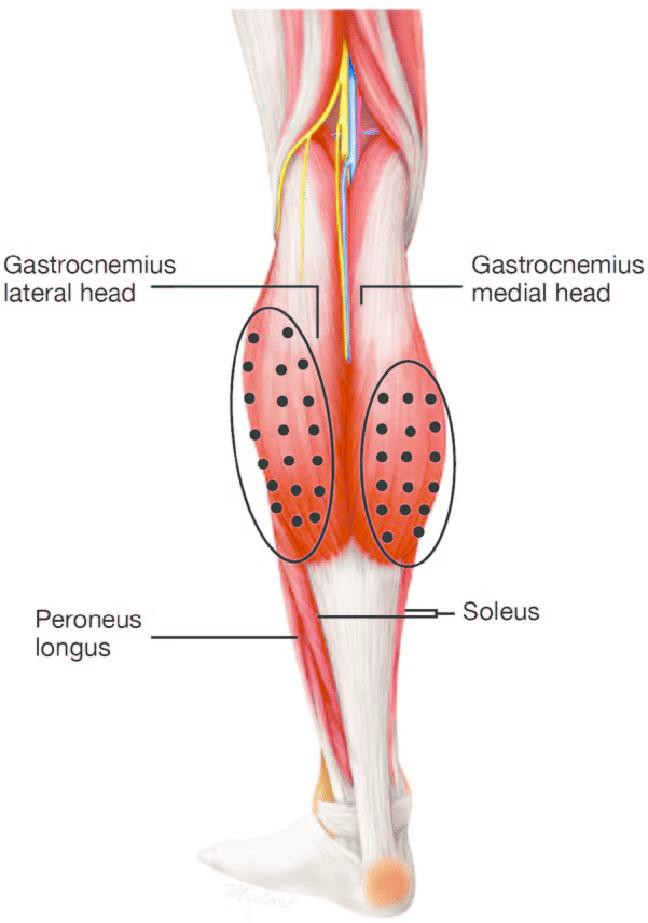 Gastrocnemius
lateral head
Gastrocnemius
medial head
Peroneus
longus
Soleus